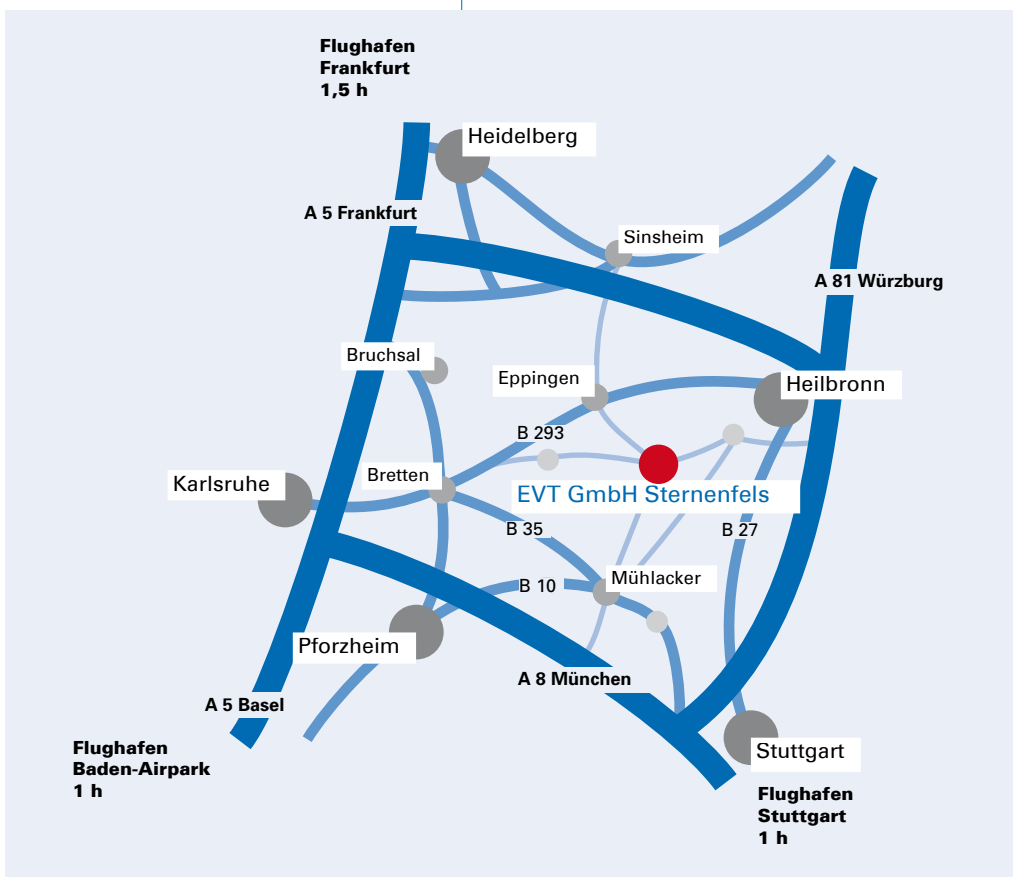 Flughafen
Frankfurt
1,5 h
Heidelberg
A 5 Frankfurt
Sinsheim
A 81 Würzburg
Bruchsal
Eppingen
Heilbronn
B 293
Bretten
Karlsruhe
EVT GmbH Sternenfels
B 35
B 27
Mühlacker
B 10
Pforzheim
A 8 München
A 5 Basel
Flughafen
Baden-Airpark
1 h
Stuttgart
Flughafen
Stuttgart
1 h